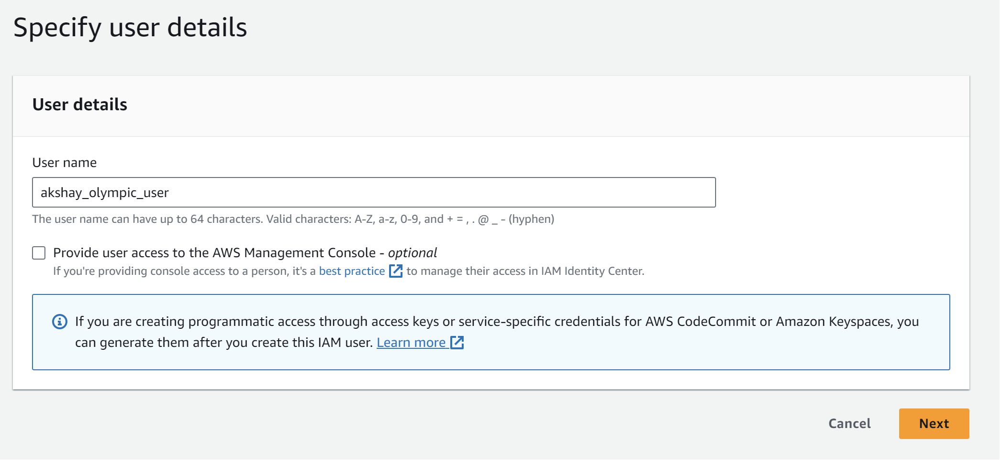 Specify user details
User details
User name
akshay_olympic_user
The user name can have up to 64 characters. Valid characters: A-Z, a-z, 0-9, and + = , . @ _ - (hyphen)
Provide user access to the AWS Management Console - optional
If you're providing console access to a person, it's a best practice to manage their access in IAM Identity Center.
If you are creating programmatic access through access keys or service-specific credentials for AWS CodeCommit or Amazon Keyspaces, you
can generate them after you create this IAM user. Learn more
Cancel
Next